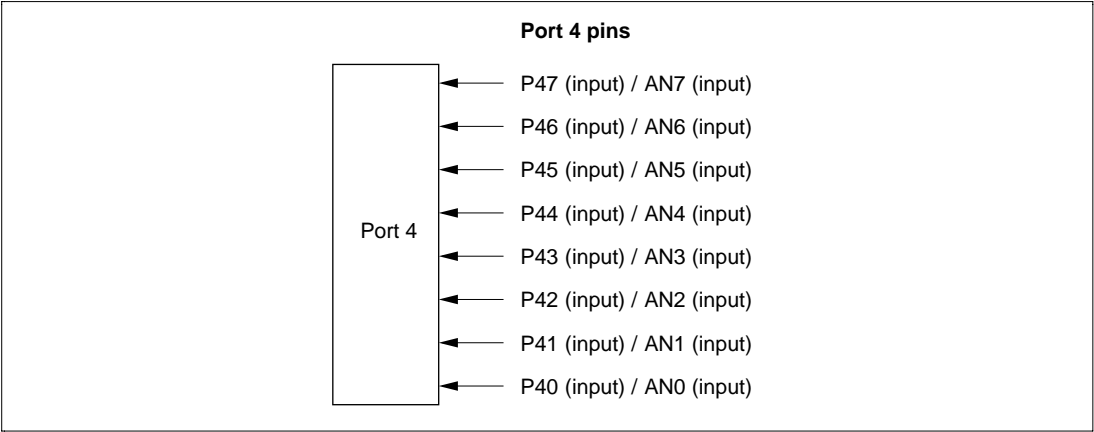 Port 4 pins
P47 (input) / AN7 (input)
P46 (input) / AN6 (input)
P45 (input) / AN5 (input)
P44 (input) / AN4 (input)
Port 4
P43 (input) / AN3 (input)
P42 (input) / AN2 (input)
P41 (input) / AN1 (input)
P40 (input) / AN0 (input)